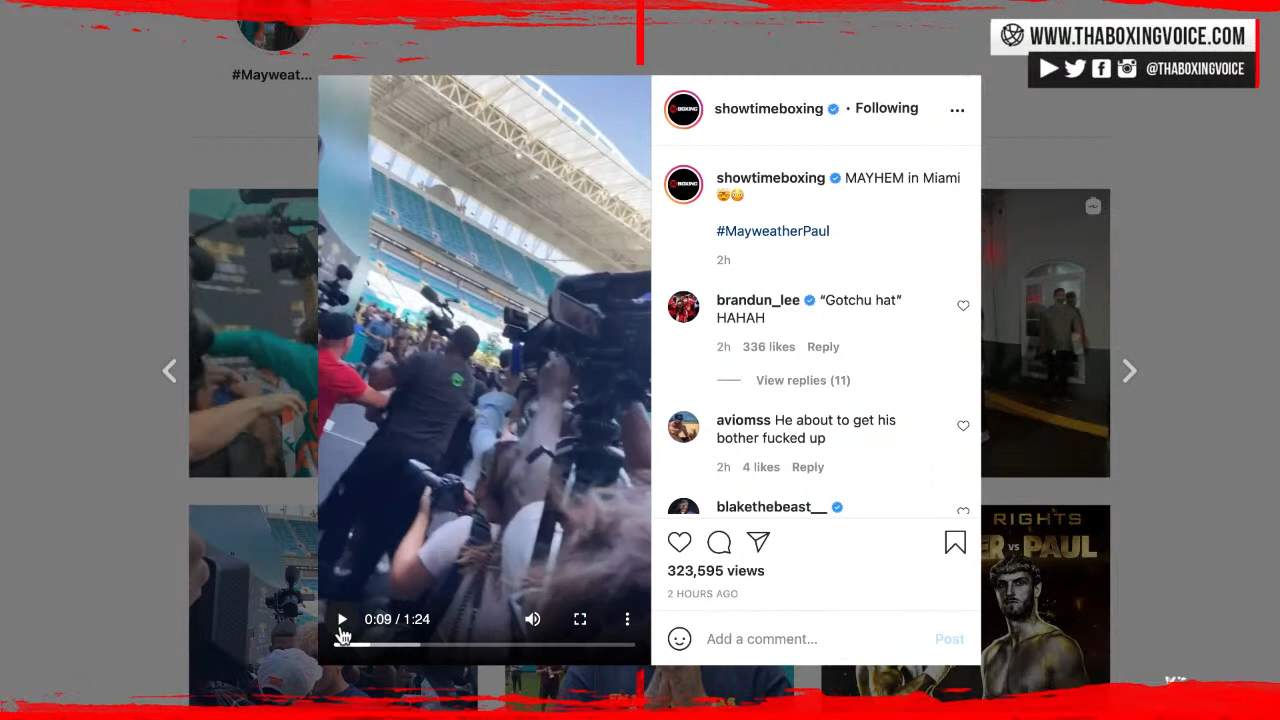 WWW.THABOXINGVOICE.COM
@THABOXINGVOICE
#Mayweat...
showtimeboxing • Following
BOXING
showtimeboxing MAYHEM in Miami
🤯😳
BOXING
#MayweatherPaul
2h
brandun_lee “Gotchu hat”
HAHAH
2h 336 likes Reply
View replies (11)
aviomss He about to get his
bother fucked up
2h 4 likes Reply
blakethebeast__
323,595 views
2 HOURS AGO
Add a comment... Post
0:09 / 1:24
RIGHTS
ER VS PAUL